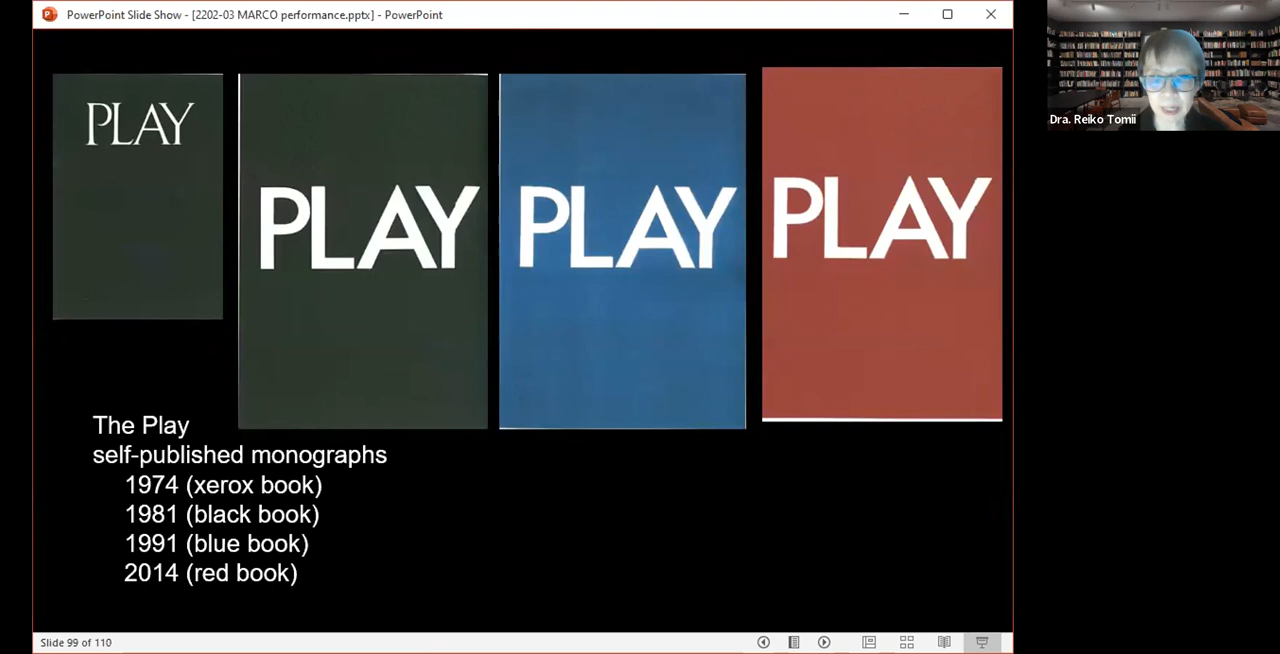 PowerPoint Slide Show - [2202-03 MARCO performance.pptx] - PowerPoint
PLAY
PLAY
PLAY
PLAY
Dra. Reiko Tomii
The Play
self-published monographs
1974 (xerox book)
1981 (black book)
1991 (blue book)
2014 (red book)
Slide 99 of 110